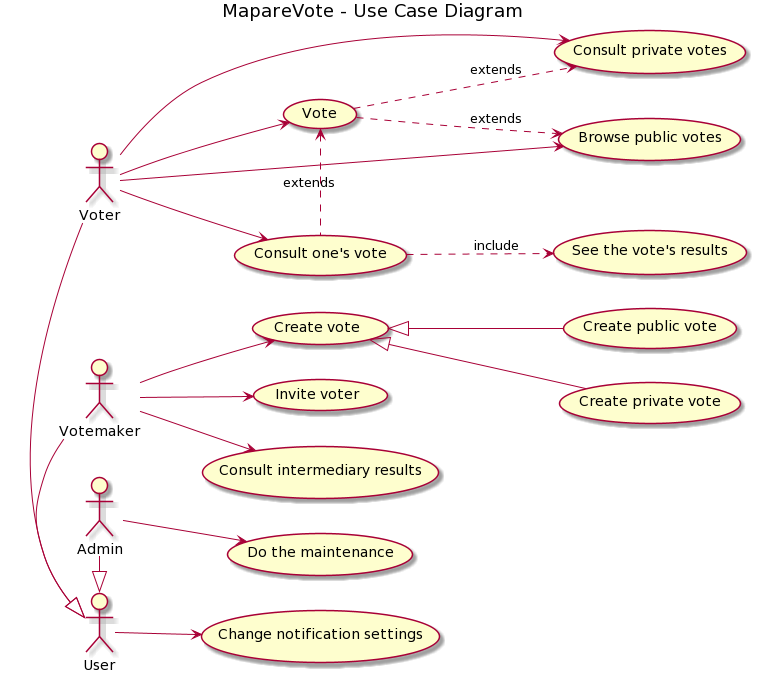 MapareVote - Use Case Diagram
Consult private votes
extends
Vote
extends
Browse public votes
Voter
extends
Consult one's vote
include
See the vote's results
Create vote
Create public vote
Votemaker
Invite voter
Create private vote
Consult intermediary results
Admin
Do the maintenance
User
Change notification settings